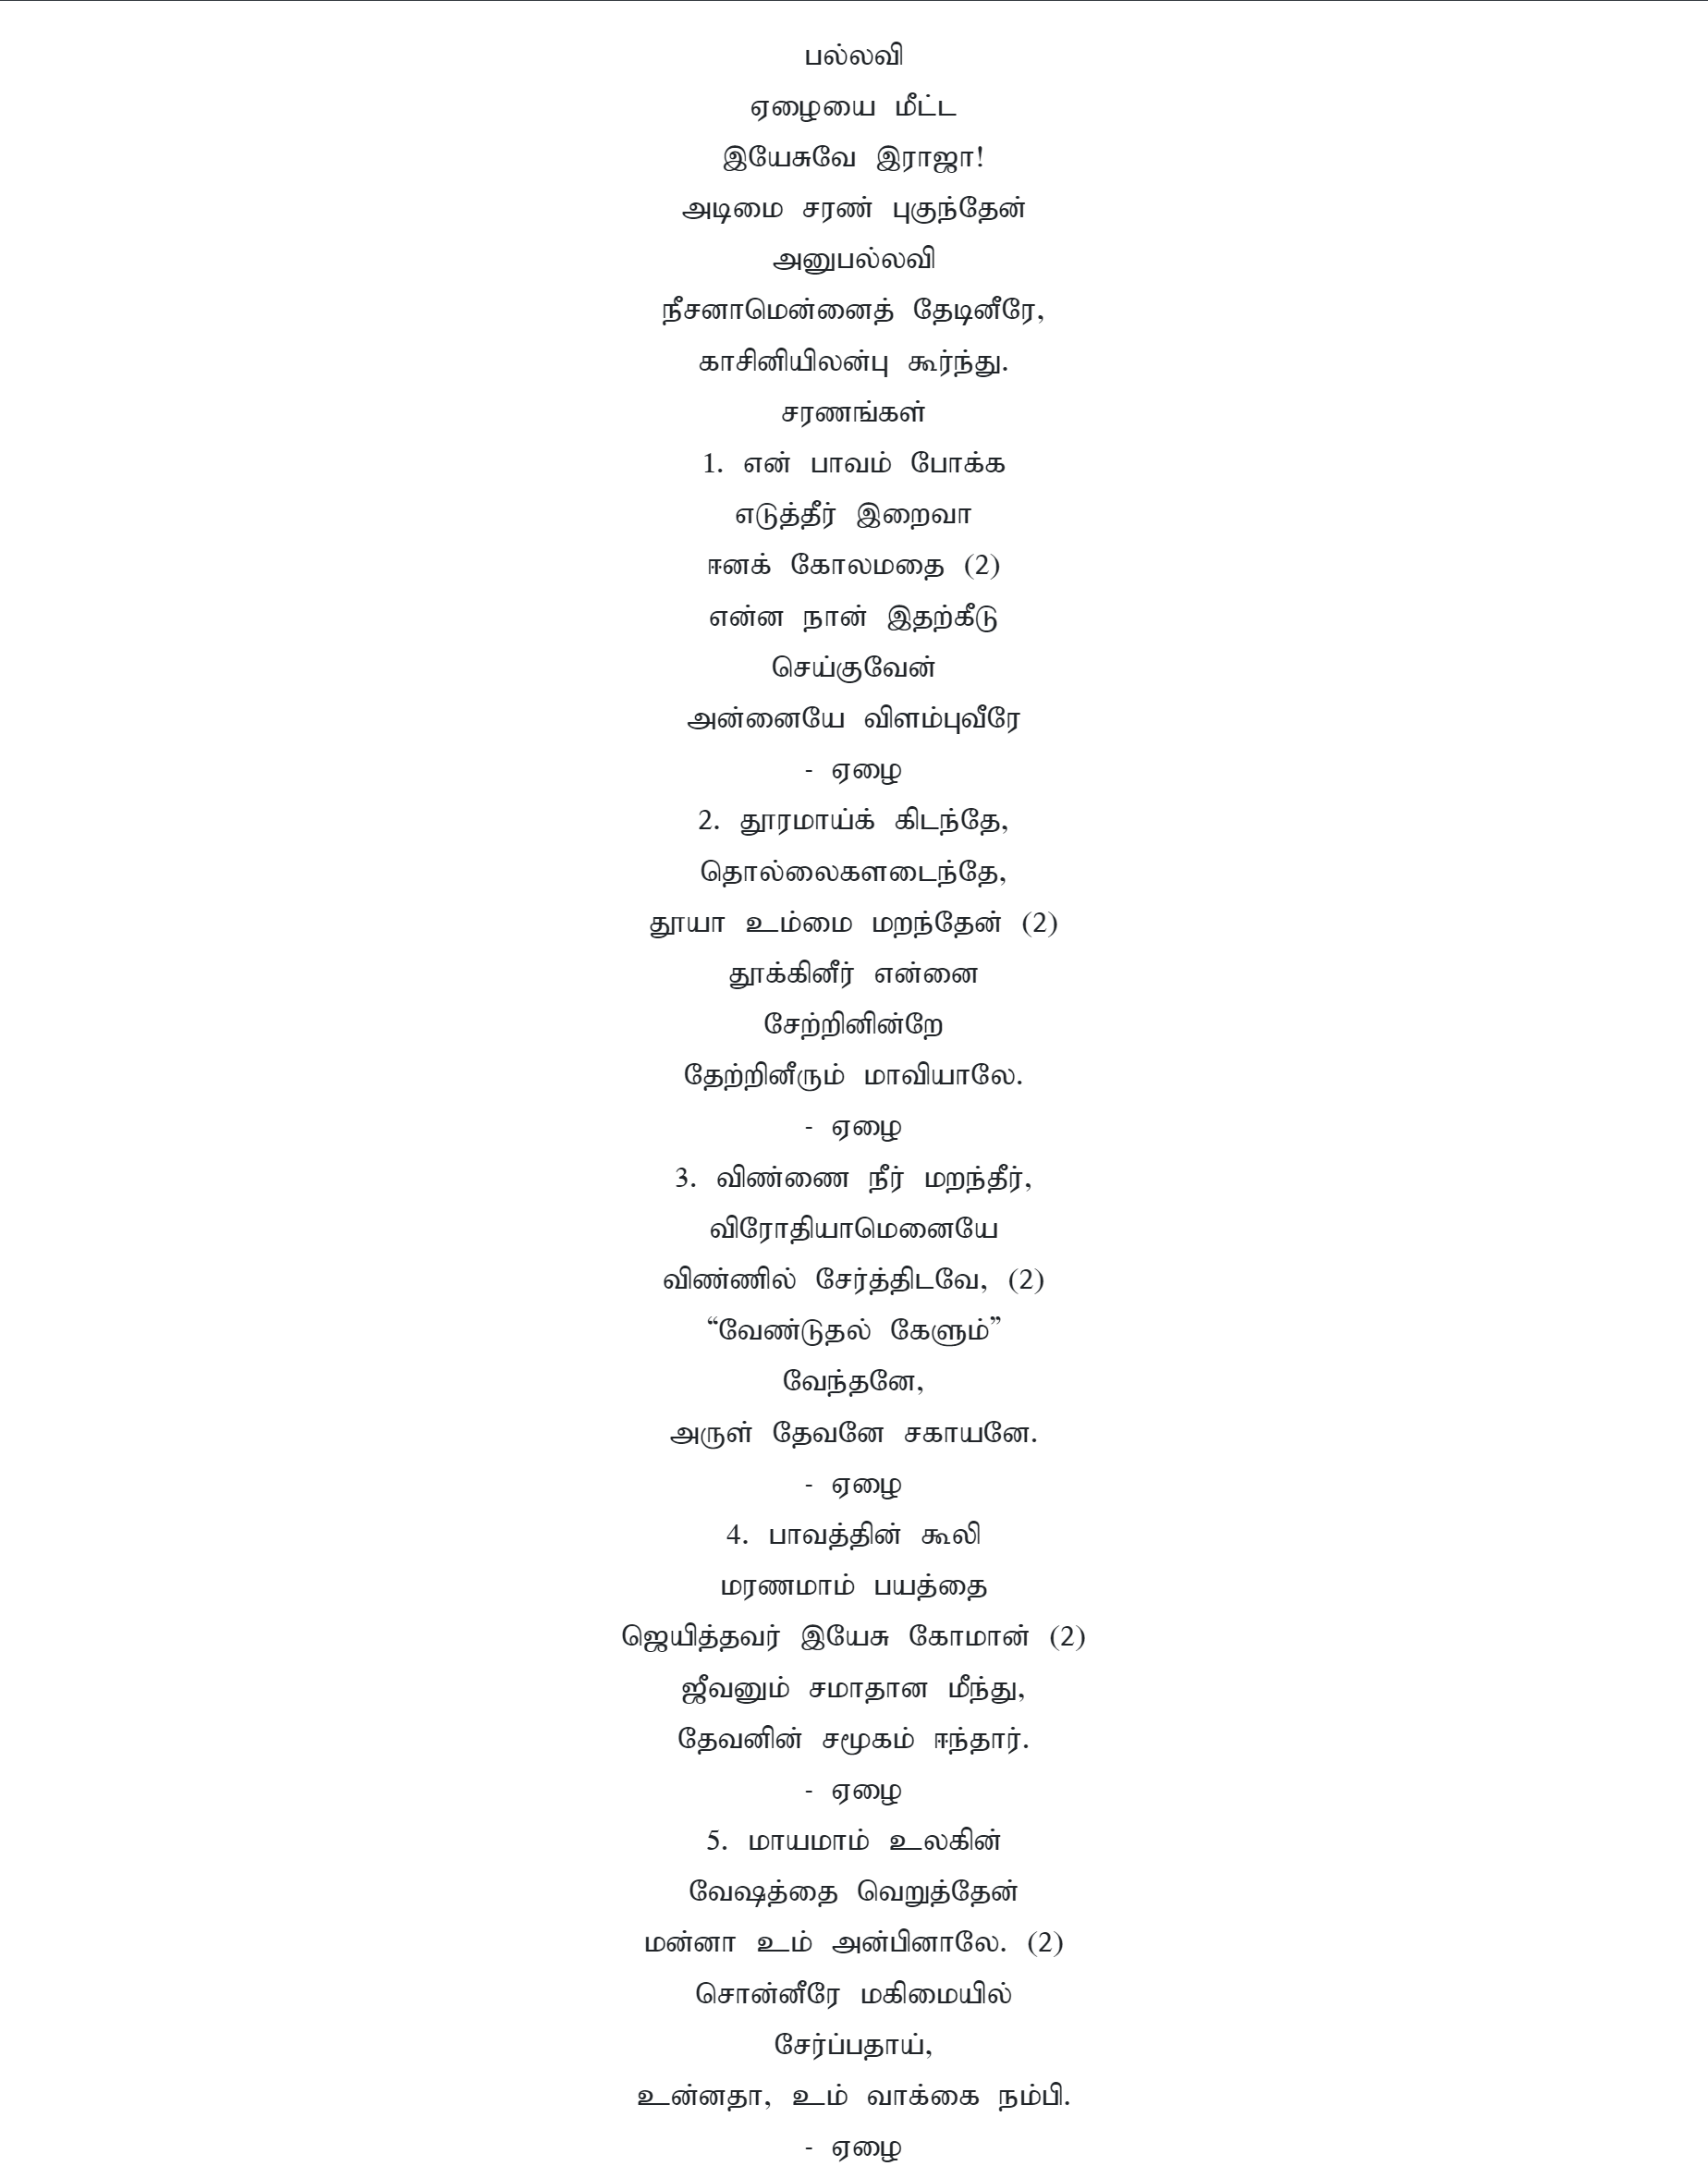 பல்லவி
ஏழையை மீட்ட
இயேசுவே இராஜா!
அடிமை சரண் புகுந்தேன்
அனுபல்லவி
நீசனாமென்னைத் தேடினீரே,
காசினியிலன்பு கூர்ந்து.
சரணங்கள்
1. என் பாவம் போக்க
எடுத்தீர் இறைவா
ஈனக் கோலமதை (2)
என்ன நான் இதற்கீடு
செய்குவேன்
அன்னையே விளம்புவீரே
- ஏழை
2. தூரமாய்க் கிடந்தே,
தொல்லைகளடைந்தே,
தூயா உம்மை மறந்தேன் (2)
தூக்கினீர் என்னை
சேற்றினின்றே
தேற்றினீரும் மாவியாலே.
- ஏழை
3. விண்ணை நீர் மறந்தீர்,
விரோதியாமெனையே
விண்ணில் சேர்த்திடவே, (2)
“வேண்டுதல் கேளும்”
வேந்தனே,
அருள் தேவனே சகாயனே.
- ஏழை
4. பாவத்தின் கூலி
மரணமாம் பயத்தை
ஜெயித்தவர் இயேசு கோமான் (2)
ஜீவனும் சமாதான மீந்து,
தேவனின் சமூகம் ஈந்தார்.
- ஏழை
5. மாயமாம் உலகின்
வேஷத்தை வெறுத்தேன்
மன்னா உம் அன்பினாலே. (2)
சொன்னீரே மகிமையில்
சேர்ப்பதாய்,
உன்னதா, உம் வாக்கை நம்பி.
- ஏழை